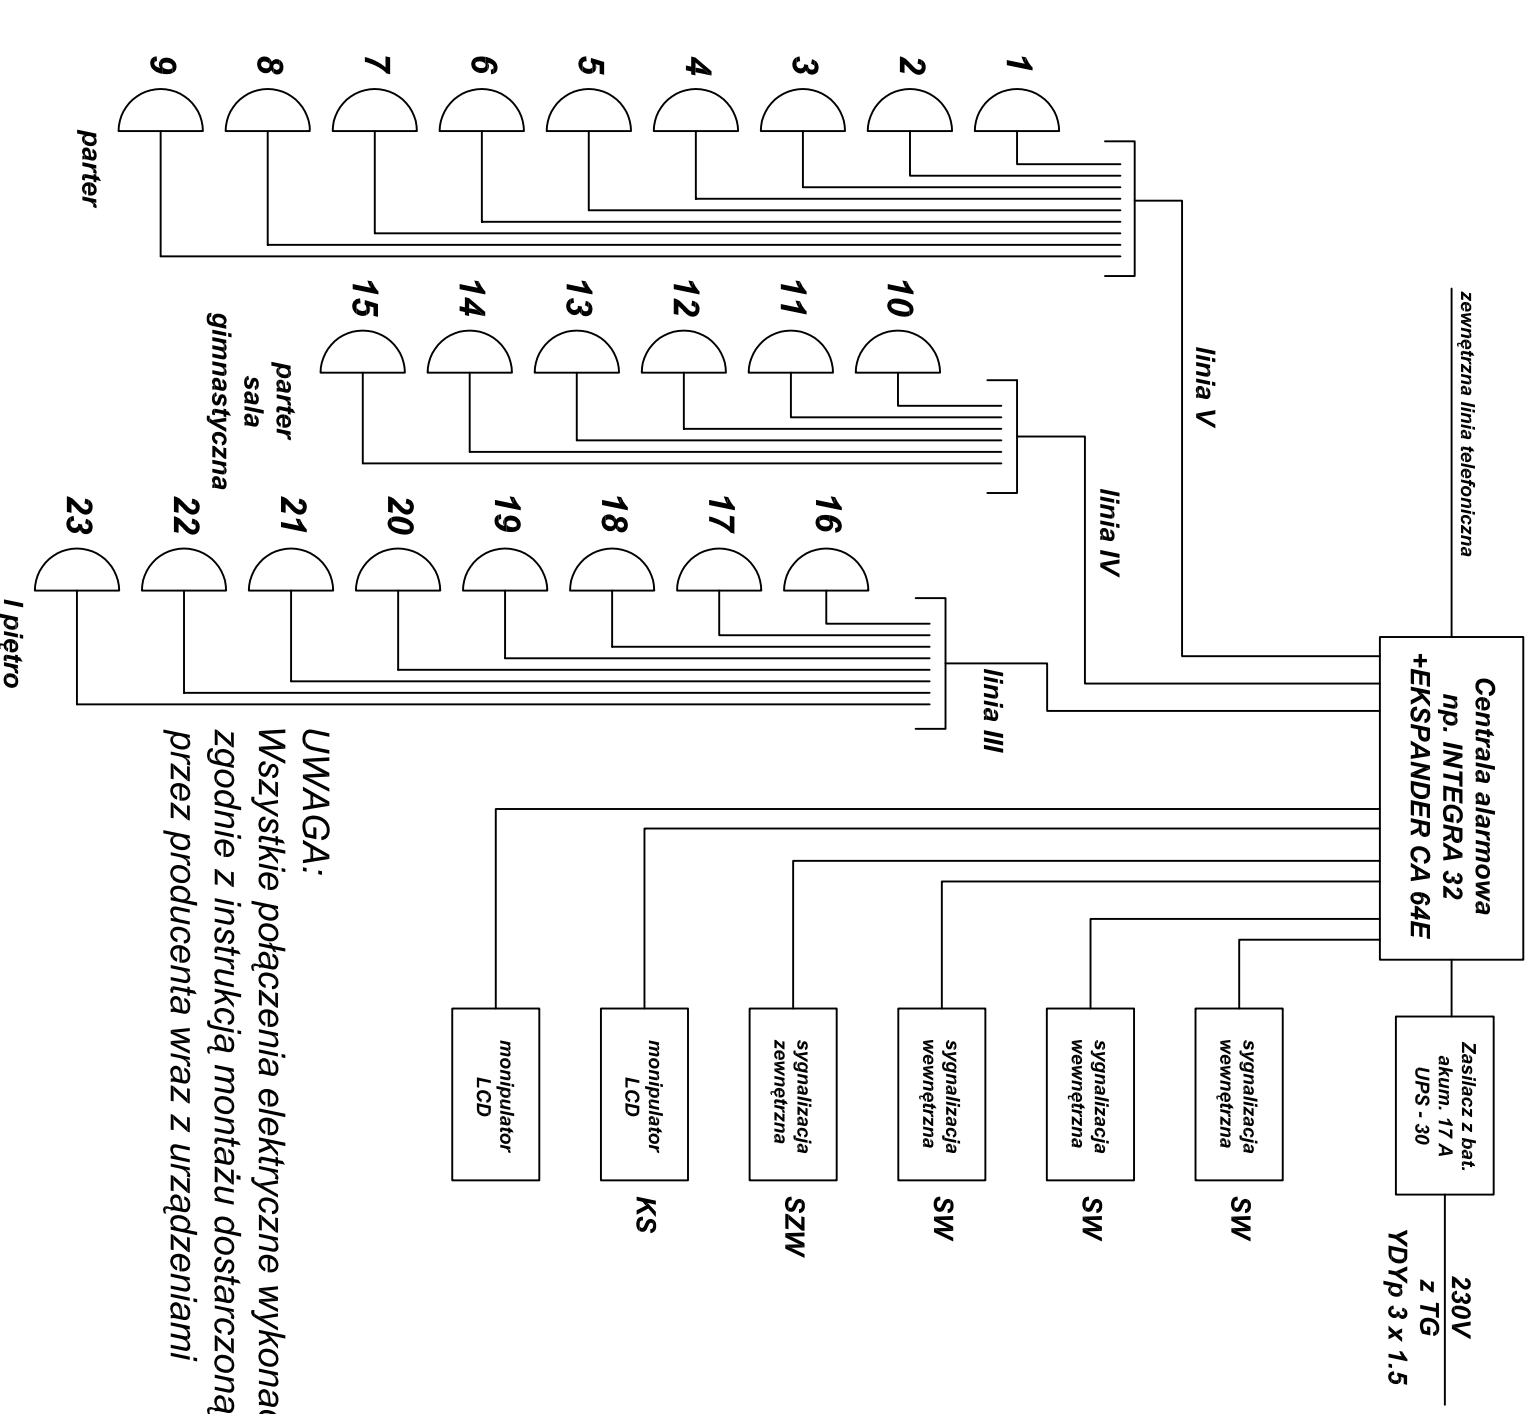 zewnętrzna linia telefoniczna
Centrala alarmowa
np. INTEGRA 32
+EKSPANDER CA 64E
Zasilacz z bat.
akum. 17 A
UPS - 30
230V
z TG
YDYp 3 x 1.5
linia V
linia IV
linia III
1
2
3
4
5
6
7
8
9
parter
10
11
12
13
14
15
parter
sala
gimnastyczna
16
17
18
19
20
21
22
23
I piętro
sygnalizacja
wewnętrzna
SW
sygnalizacja
wewnętrzna
SW
sygnalizacja
wewnętrzna
SW
sygnalizacja
zewnętrzna
SZW
monipulator
LCD
KS
monipulator
LCD
UWAGA:
Wszystkie połączenia elektryczne wykonać
zgodnie z instrukcją montażu dostarczoną
przez producenta wraz z urządzeniami